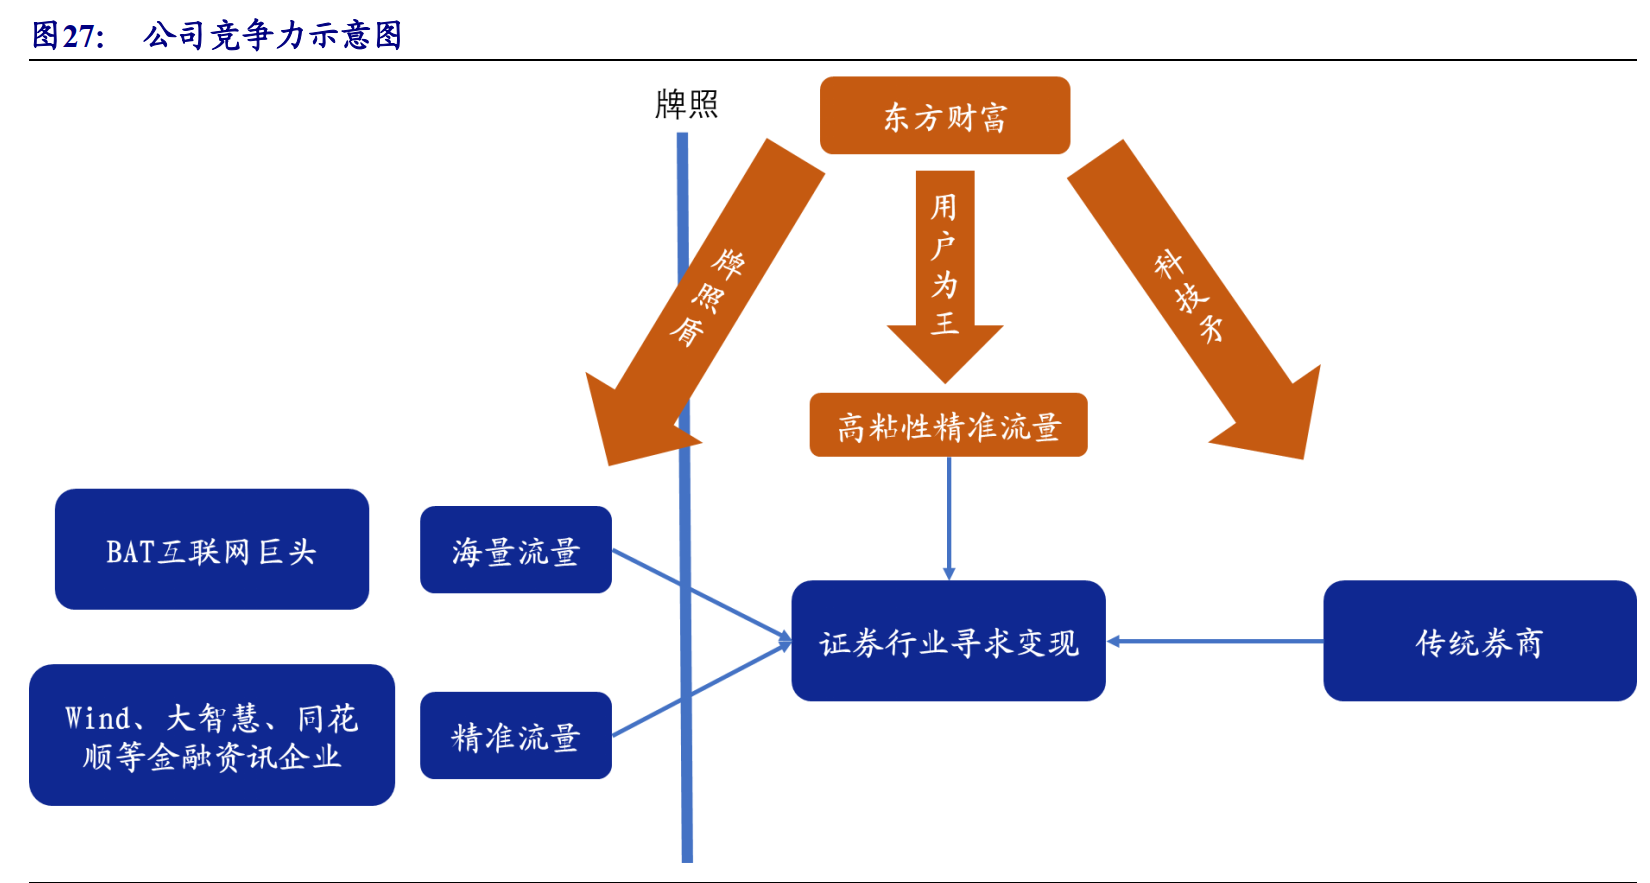 图27: 公司竞争力示意图
牌照
东方财富
牌照盾
用户为王
科技矛
高粘性精准流量
BAT互联网巨头
海量流量
证券行业寻求变现
传统券商
Wind、大智慧、同花
顺等金融资讯企业
精准流量